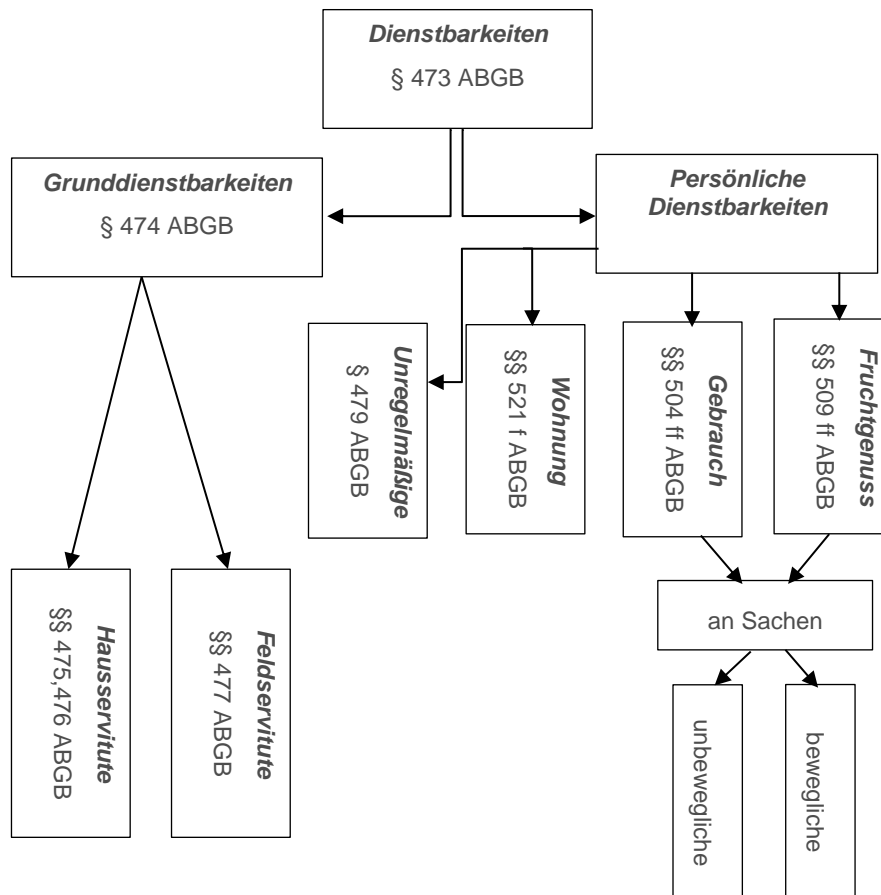 Dienstbarkeiten
§ 473 ABGB
Grunddienstbarkeiten
§ 474 ABGB
Persönliche
Dienstbarkeiten
Unregelmäßige
§ 479 ABGB
Wohnung
§§ 521 f ABGB
Gebrauch
§§ 504 ff ABGB
Fruchtgenuss
§§ 509 ff ABGB
Hausservitute
§§ 475,476 ABGB
Feldservitute
§§ 477 ABGB
an Sachen
unbewegliche
bewegliche